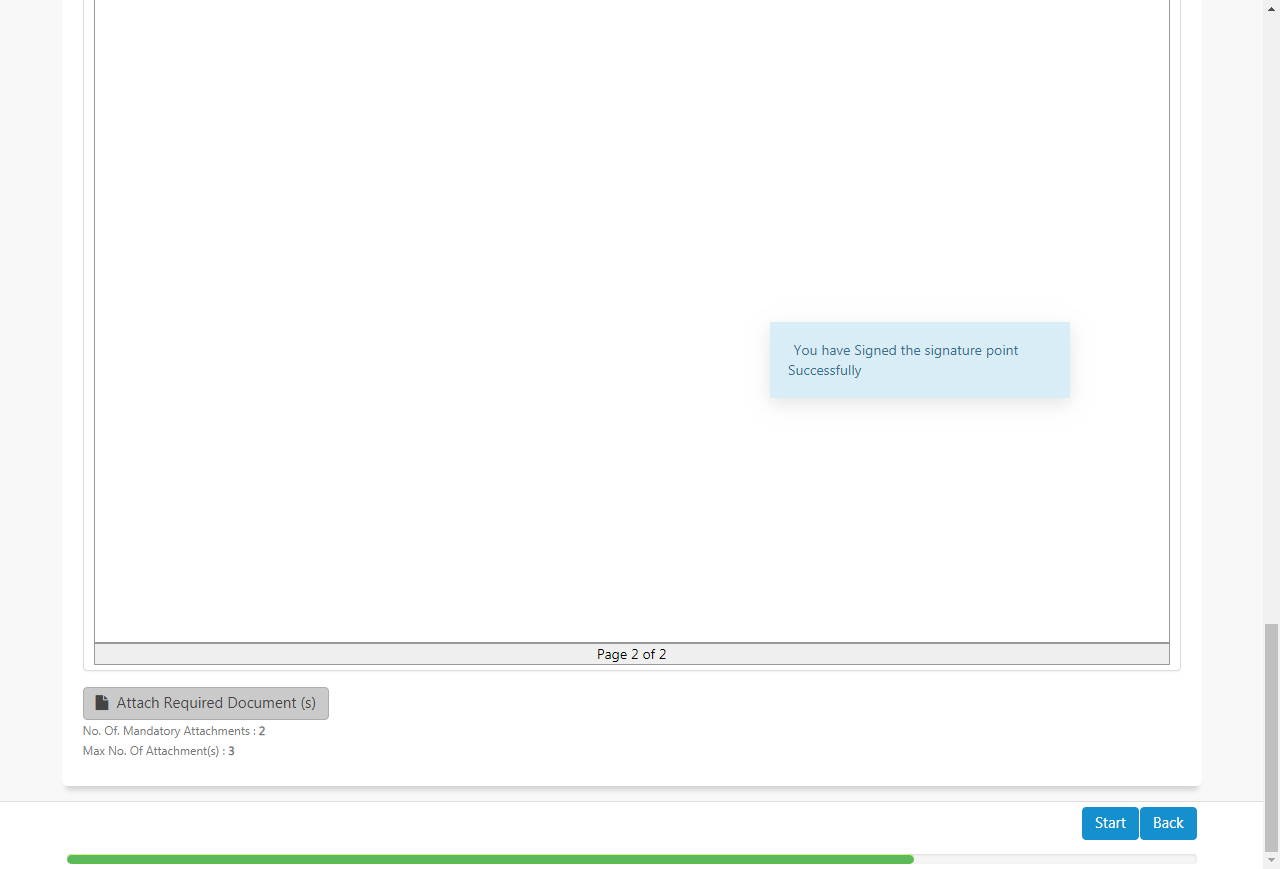 You have Signed the signature point
Successfully
Page 2 of 2
Attach Required Document (s)
No. Of. Mandatory Attachments : 2
Max No. Of Attachment(s) : 3
Start
Back